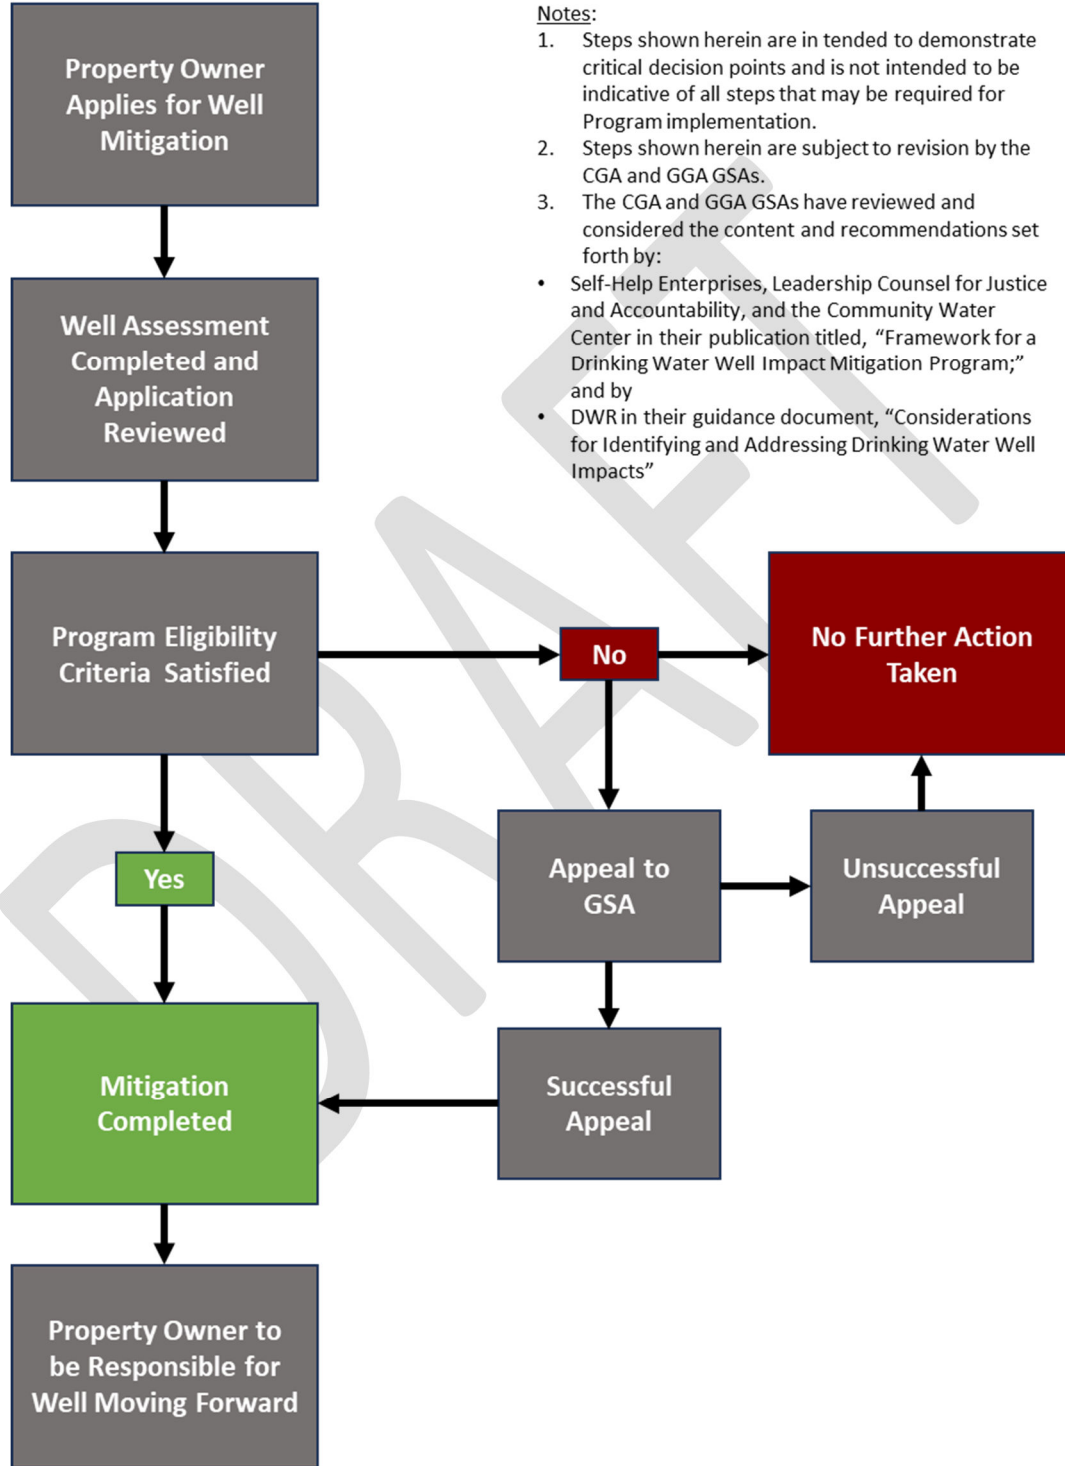 Property Owner
Applies for Well
Mitigation
Notes:
1. Steps shown herein are in tended to demonstrate
critical decision points and is not intended to be
indicative of all steps that may be required for
Program implementation.
2. Steps shown herein are subject to revision by the
CGA and GGA GSAs.
3. The CGA and GGA GSAs have reviewed and
considered the content and recommendations set
forth by:
• Self-Help Enterprises, Leadership Counsel for Justice
and Accountability, and the Community Water
Center in their publication titled, “Framework for a
Drinking Water Well Impact Mitigation Program;”
and by
• DWR in their guidance document, “Considerations
for Identifying and Addressing Drinking Water Well
Impacts”
Well Assessment
Completed and
Application
Reviewed
Program Eligibility
Criteria Satisfied
No
No Further Action
Taken
Yes
Appeal to
GSA
Unsuccessful
Appeal
Mitigation
Completed
Successful
Appeal
Property Owner to
be Responsible for
Well Moving Forward
DRAFT